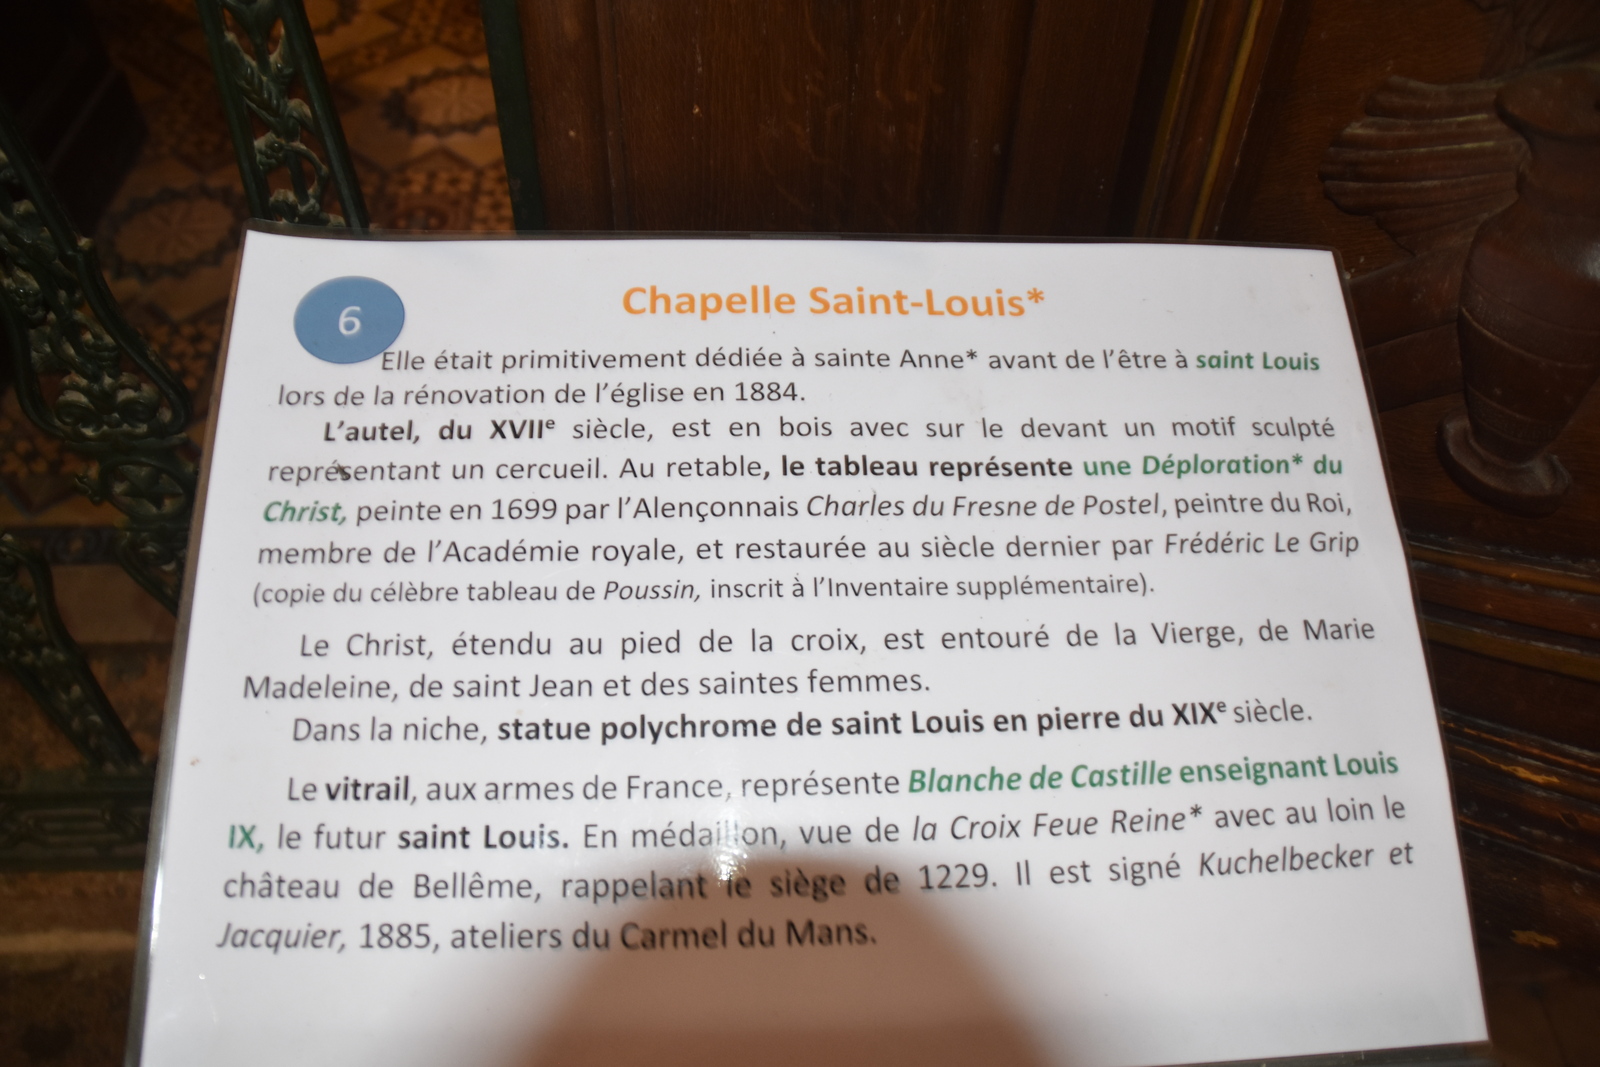 6
Chapelle Saint-Louis*
Elle était primitivement dédiée à sainte Anne* avant de l'être à saint Louis
lors de la rénovation de l'église en 1884.
L'autel, du XVIIe siècle, est en bois avec sur le devant un motif sculpté
représentant un cercueil. Au retable, le tableau représente une Déploration* du
Christ, peinte en 1699 par l'Alençonnais Charles du Fresne de Postel, peintre du Roi,
membre de l'Académie royale, et restaurée au siècle dernier par Frédéric Le Grip
(copie du célèbre tableau de Poussin, inscrit à l'Inventaire supplémentaire).
Le Christ, étendu au pied de la croix, est entouré de la Vierge, de Marie
Madeleine, de saint Jean et des saintes femmes.
Dans la niche, statue polychrome de saint Louis en pierre du XIXe siècle.
Le vitrail, aux armes de France, représente Blanche de Castille enseignant Louis
IX, le futur saint Louis. En médaillon, vue de la Croix Feue Reine* avec au loin le
château de Bellême, rappelant le siège de 1229. Il est signé Kuchelbecker et
Jacquier, 1885, ateliers du Carmel du Mans.